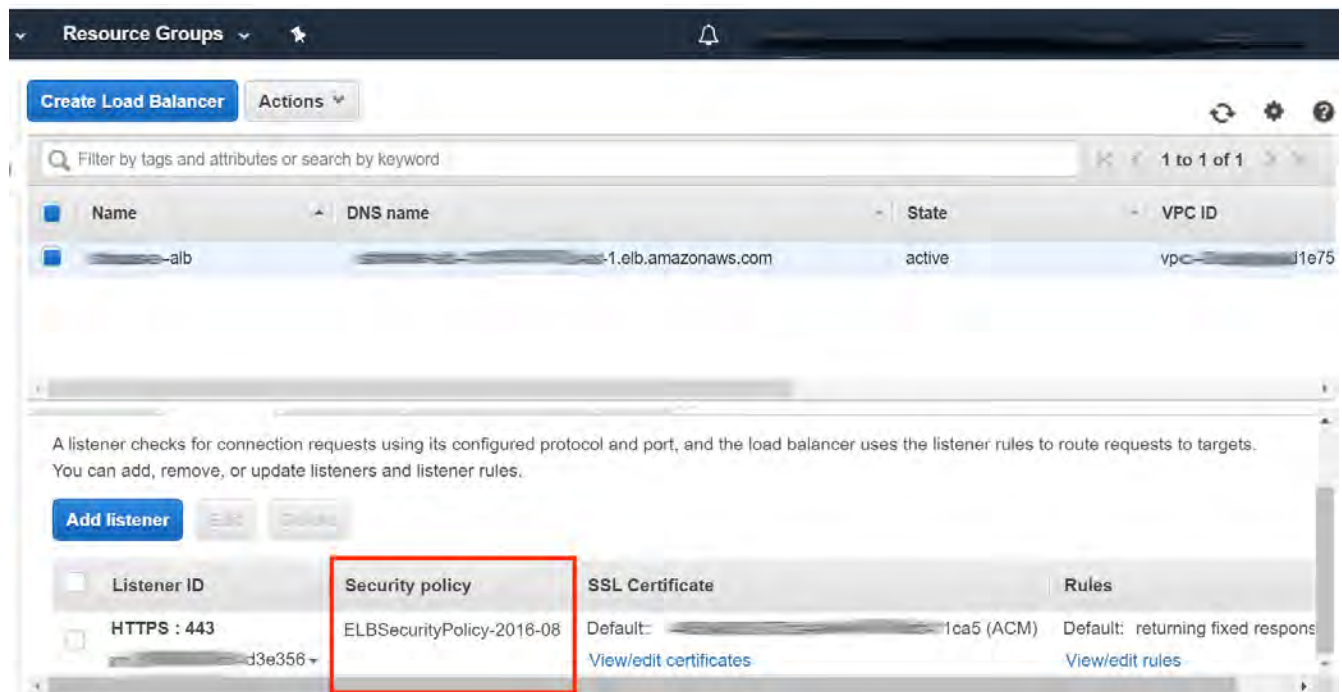 Resource Groups
Create Load Balancer Actions
Filter by tags and attributes or search by keyword 1 to 1 of 1
Name DNS name State VPC ID
-alb -1.elb.amazonaws.com active vpc- d1e75
A listener checks for connection requests using its configured protocol and port, and the load balancer uses the listener rules to route requests to targets.
You can add, remove, or update listeners and listener rules.
Add listener Edit Delete
Listener ID Security policy SSL Certificate Rules
HTTPS : 443 ELBSecurityPolicy-2016-08 Default: 1ca5 (ACM) Default: returning fixed respons
d3e356 View/edit certificates View/edit rules